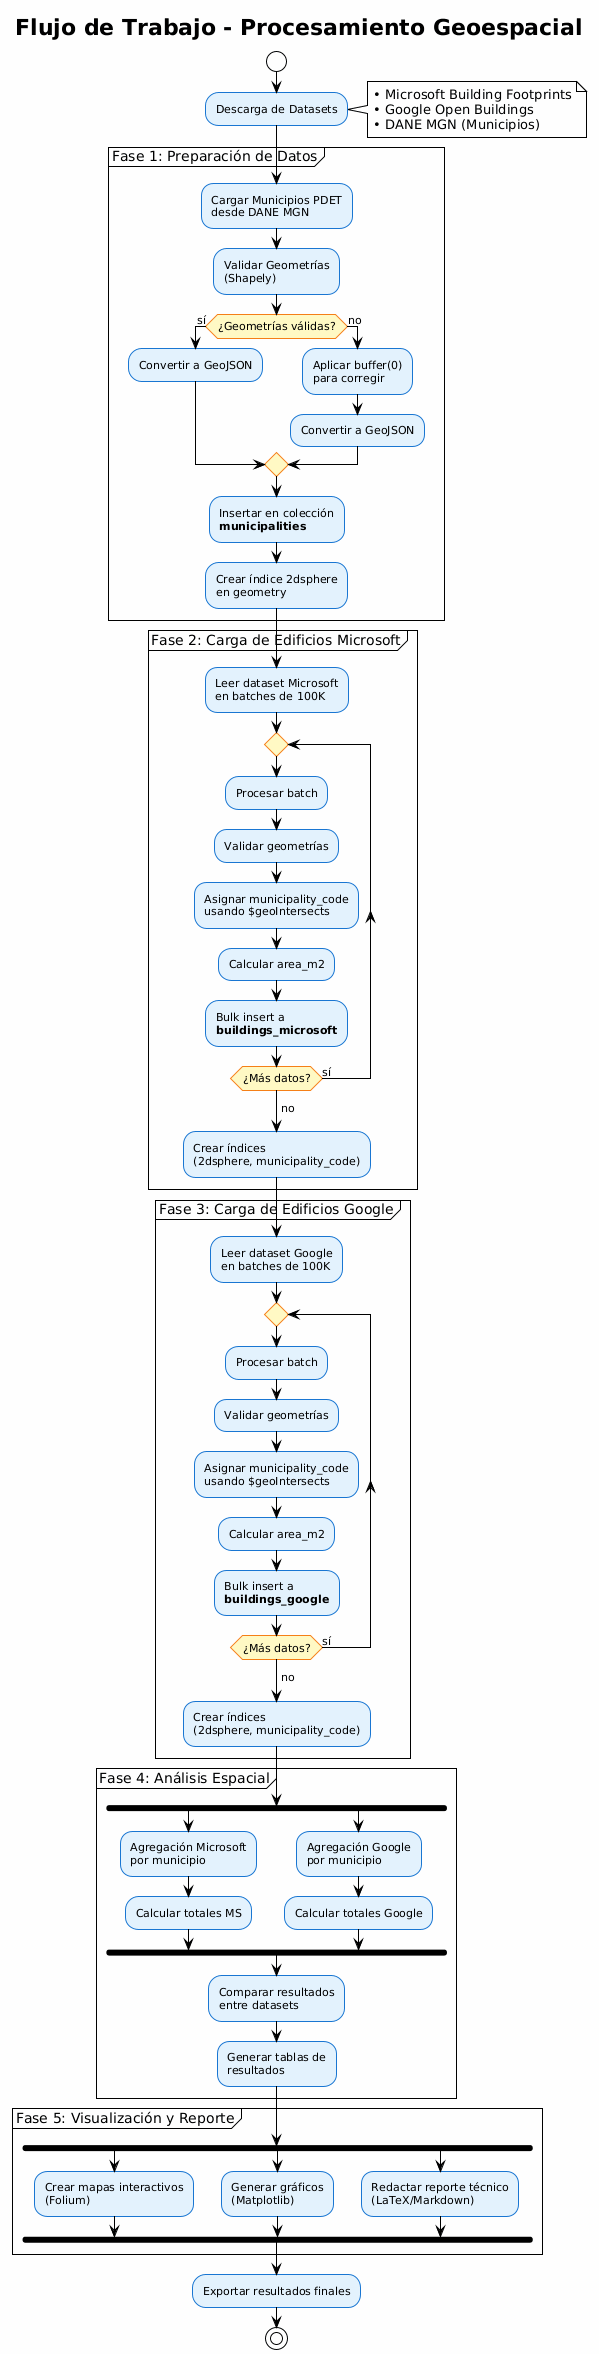 Flujo de Trabajo - Procesamiento Geoespacial
Descarga de Datasets
• Microsoft Building Footprints
• Google Open Buildings
• DANE MGN (Municipios)
Fase 1: Preparación de Datos
Cargar Municipios PDET
desde DANE MGN
Validar Geometrías
(Shapely)
sí
¿Geometrías válidas?
no
Convertir a GeoJSON
Aplicar buffer(0)
para corregir
Convertir a GeoJSON
Insertar en colección
municipalities
Crear índice 2dsphere
en geometry
Fase 2: Carga de Edificios Microsoft
Leer dataset Microsoft
en batches de 100K
Procesar batch
Validar geometrías
Asignar municipality_code
usando $geoIntersects
Calcular area_m2
Bulk insert a
buildings_microsoft
¿Más datos?
sí
no
Crear índices
(2dsphere, municipality_code)
Fase 3: Carga de Edificios Google
Leer dataset Google
en batches de 100K
Procesar batch
Validar geometrías
Asignar municipality_code
usando $geoIntersects
Calcular area_m2
Bulk insert a
buildings_google
¿Más datos?
sí
no
Crear índices
(2dsphere, municipality_code)
Fase 4: Análisis Espacial
Agregación Microsoft
por municipio
Agregación Google
por municipio
Calcular totales MS
Calcular totales Google
Comparar resultados
entre datasets
Generar tablas de
resultados
Fase 5: Visualización y Reporte
Crear mapas interactivos
(Folium)
Generar gráficos
(Matplotlib)
Redactar reporte técnico
(LaTeX/Markdown)
Exportar resultados finales